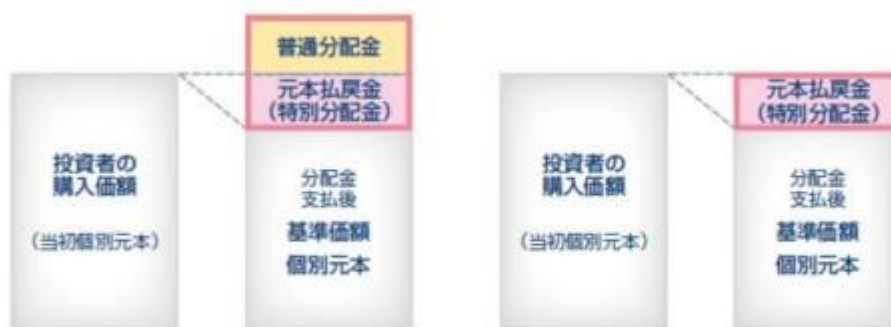 普通分配金
元本払戻金
（特別分配金）
投資者の
購入価額
（当初個別元本）
分配金
支払後
基準価額
個別元本
元本払戻金
（特別分配金）
投資者の
購入価額
（当初個別元本）
分配金
支払後
基準価額
個別元本